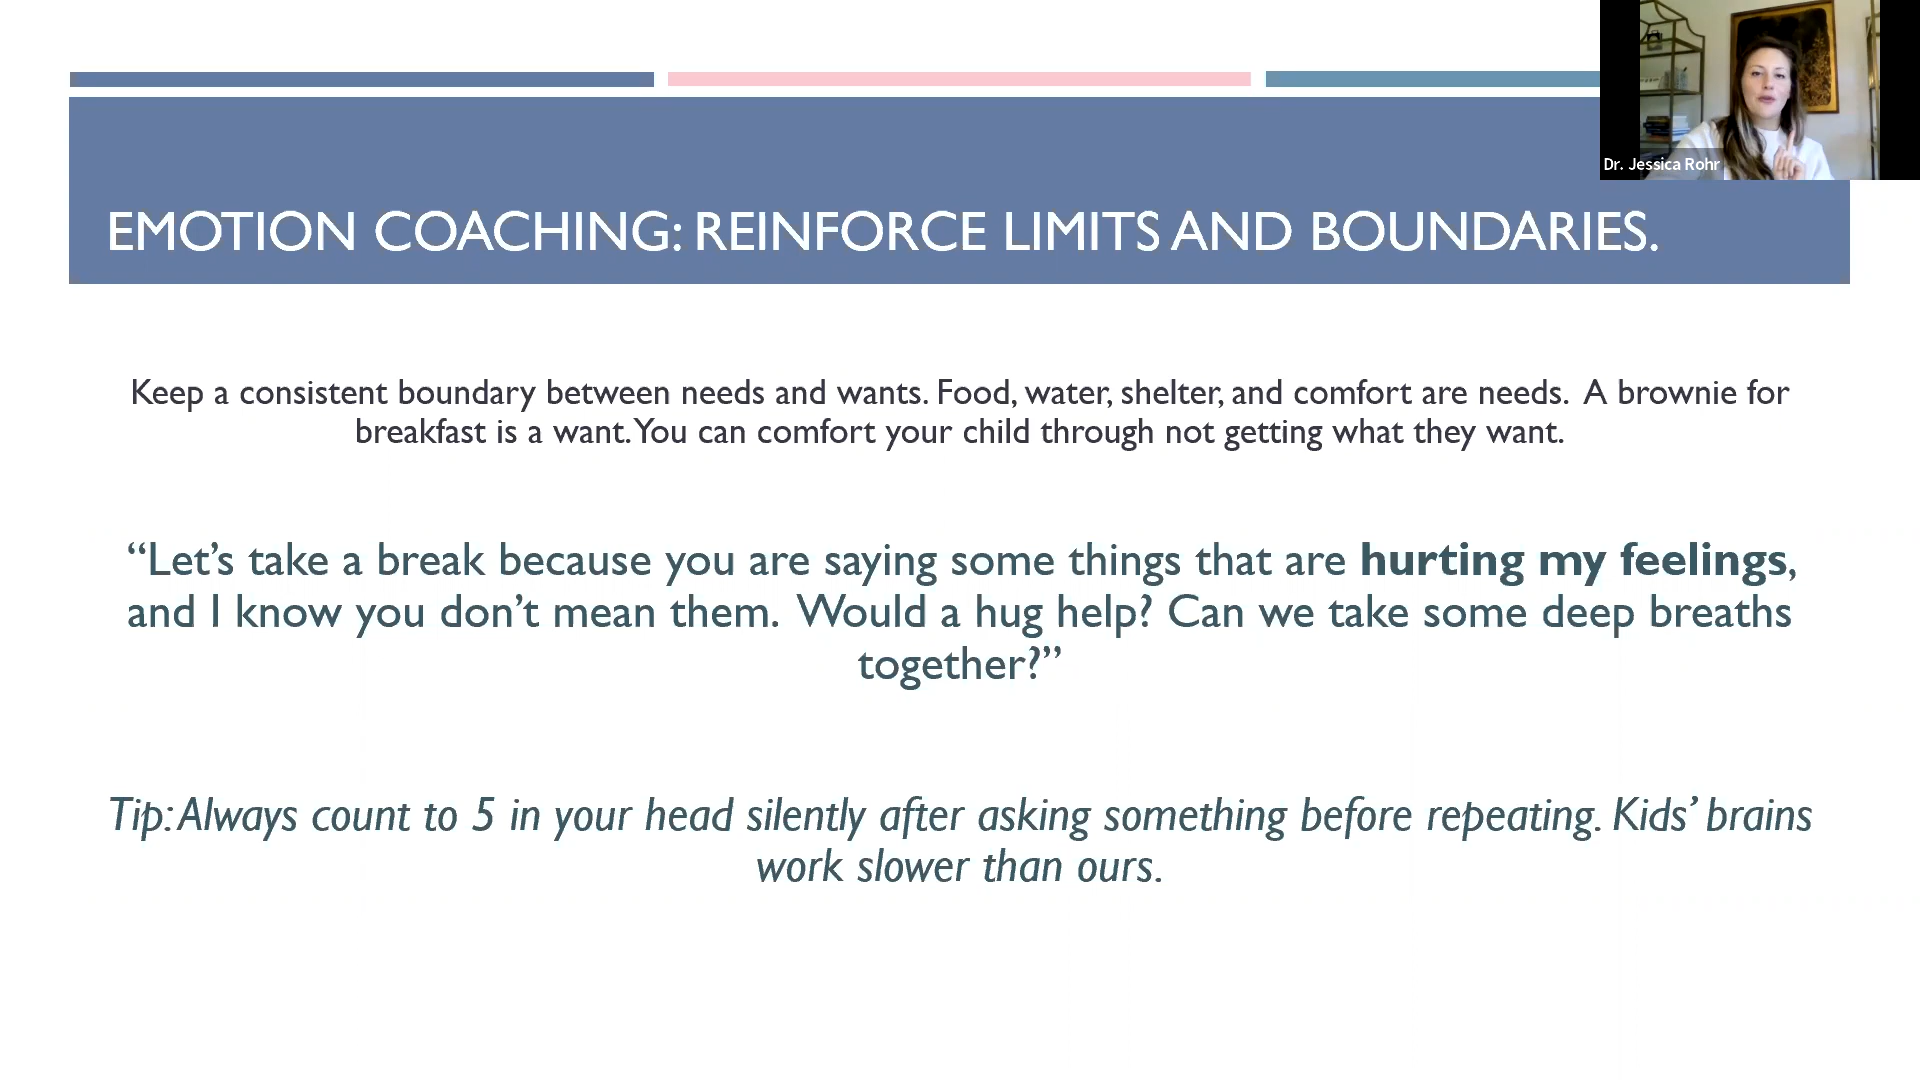 Dr. Jessica Rohr
EMOTION COACHING: REINFORCE LIMITS AND BOUNDARIES.
Keep a consistent boundary between needs and wants. Food, water, shelter, and comfort are needs. A brownie for
breakfast is a want. You can comfort your child through not getting what they want.
“Let’s take a break because you are saying some things that are hurting my feelings,
and I know you don’t mean them. Would a hug help? Can we take some deep breaths
together?”
Tip: Always count to 5 in your head silently after asking something before repeating. Kids’ brains
work slower than ours.